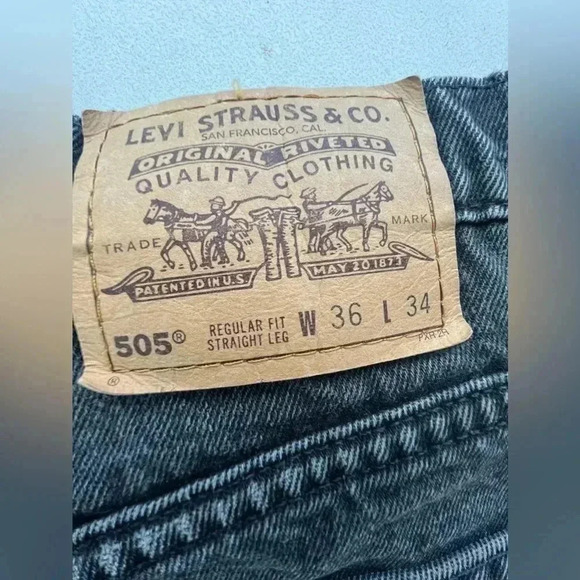 LEVI STRAUSS & CO.
SAN FRANCISCO, CAL.
ORIGINAL RIVETED
QUALITY CLOTHING
TRADE MARK
PATENTED IN U.S. MAY 20 1873
505® REGULAR FIT W 36 L 34
STRAIGHT LEG
®